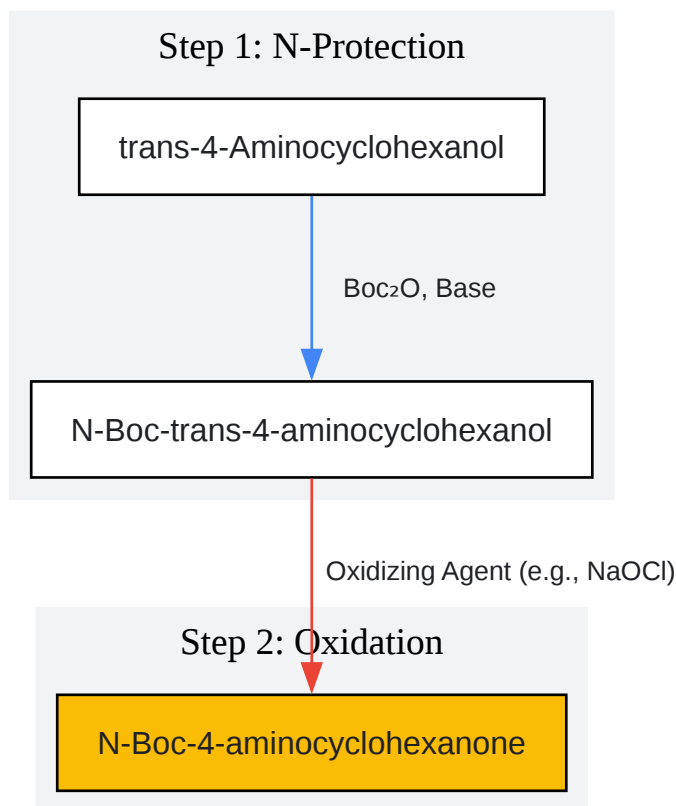 Step 1: N-Protection
trans-4-Aminocyclohexanol
Boc₂O, Base
N-Boc-trans-4-aminocyclohexanol
Oxidizing Agent (e.g., NaOCl)
Step 2: Oxidation
N-Boc-4-aminocyclohexanone